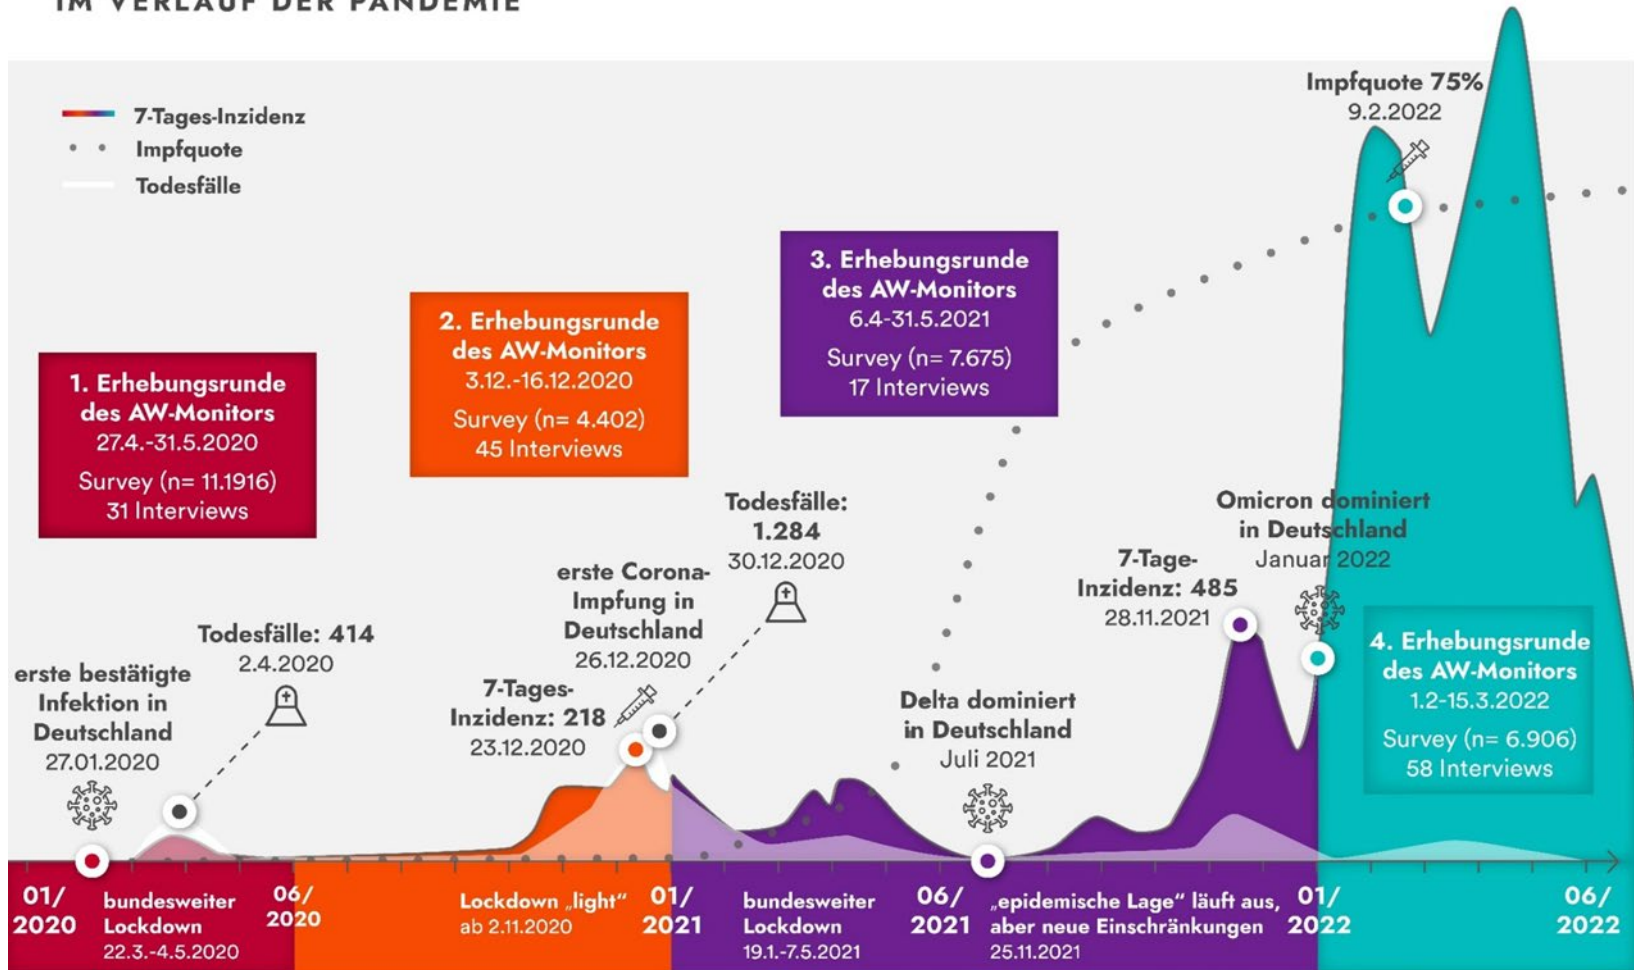 IM VERLAUF DER PANDEMIE
7-Tages-Inzidenz
Impfquote
Todesfälle
1. Erhebungsrunde
des AW-Monitors
27.4.-31.5.2020
Survey (n= 11.1916)
31 Interviews
2. Erhebungsrunde
des AW-Monitors
3.12.-16.12.2020
Survey (n= 4.402)
45 Interviews
3. Erhebungsrunde
des AW-Monitors
6.4-31.5.2021
Survey (n= 7.675)
17 Interviews
Impfquote 75%
9.2.2022
erste bestätigte
Infektion in
Deutschland
27.01.2020
Todesfälle: 414
2.4.2020
7-Tages-
Inzidenz: 218
23.12.2020
erste Corona-
Impfung in
Deutschland
26.12.2020
Todesfälle:
1.284
30.12.2020
Delta dominiert
in Deutschland
Juli 2021
7-Tage-
Inzidenz: 485
28.11.2021
Omicron dominiert
in Deutschland
Januar 2022
4. Erhebungsrunde
des AW-Monitors
1.2-15.3.2022
Survey (n= 6.906)
58 Interviews
01/
2020
bundesweiter
Lockdown
22.3.-4.5.2020
06/
2020
Lockdown „light“
ab 2.11.2020
01/
2021
bundesweiter
Lockdown
19.1.-7.5.2021
06/
2021
„epidemische Lage“ läuft aus,
aber neue Einschränkungen
25.11.2021
01/
2022
06/
2022